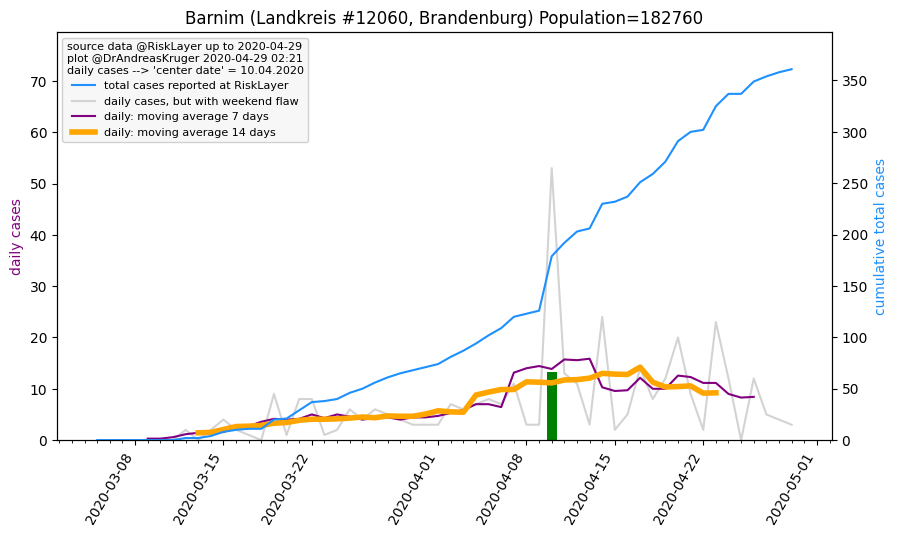 Barnim (Landkreis #12060, Brandenburg) Population=182760
source data @RiskLayer up to 2020-04-29
plot @DrAndreasKruger 2020-04-29 02:21
daily cases --> 'center date' = 10.04.2020
total cases reported at RiskLayer
daily cases, but with weekend flaw
daily: moving average 7 days
daily: moving average 14 days
daily cases
70
60
50
40
30
20
10
0
cumulative total cases
350
300
250
200
150
100
50
0
2020-03-08
2020-03-15
2020-03-22
2020-04-01
2020-04-08
2020-04-15
2020-04-22
2020-05-01